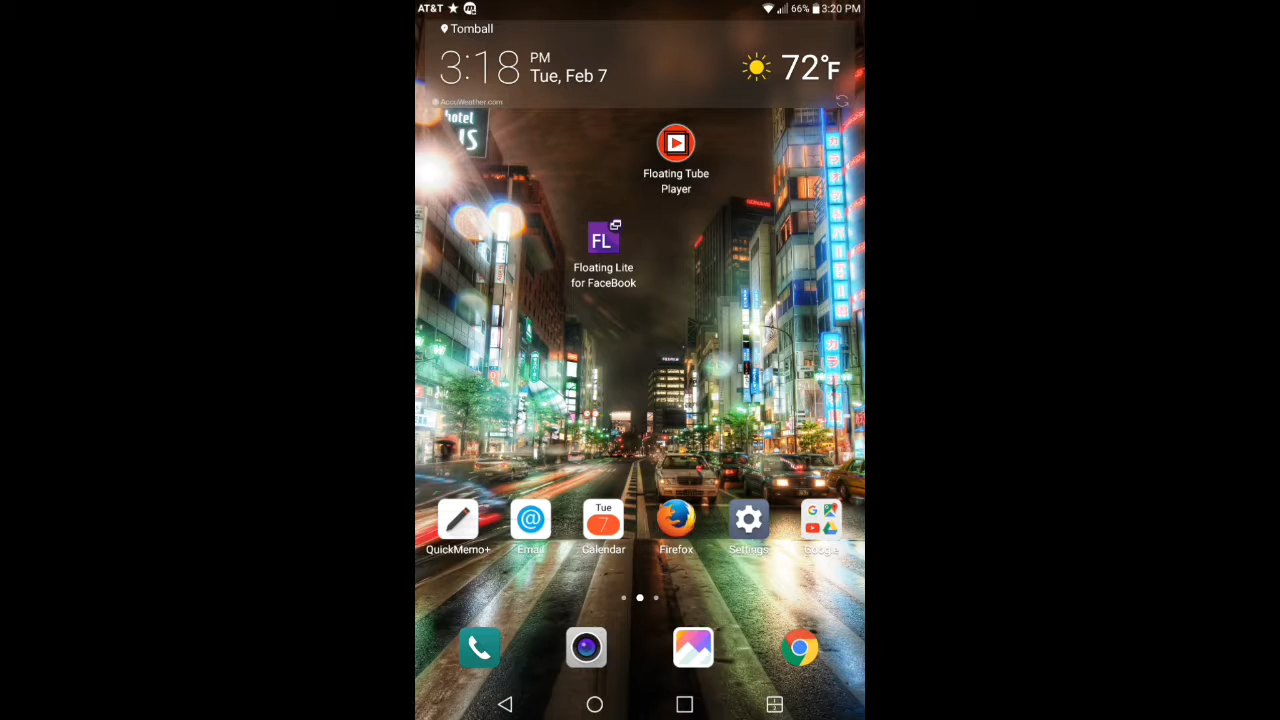 AT&T
66%
3:20 PM
Tomball
3:18
PM
Tue, Feb 7
72°F
AccuWeather.com
hotel
Floating Tube
Player
FL
Floating Lite
for FaceBook
Tue
7
QuickMemo+
Email
Calendar
Firefox
Settings
Google